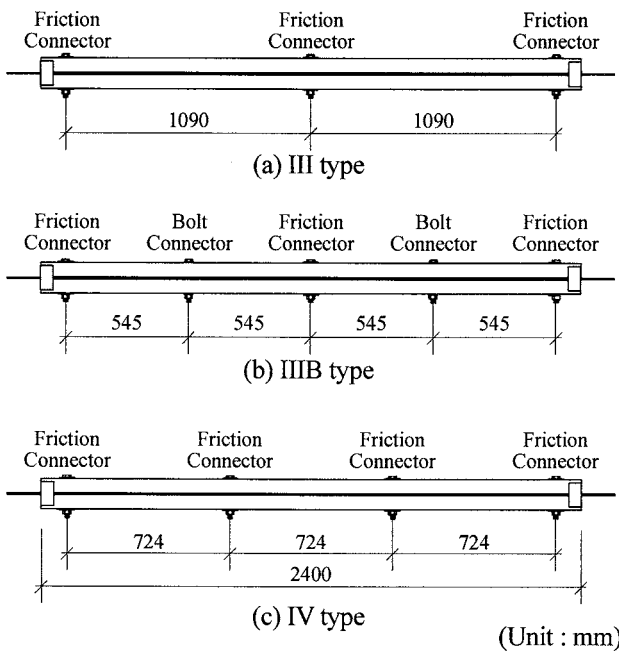 Friction Connector
Friction Connector
Friction Connector
1090
1090
(a) III type
Friction Connector
Bolt Connector
Friction Connector
Bolt Connector
Friction Connector
545
545
545
545
(b) IIIB type
Friction Connector
Friction Connector
Friction Connector
Friction Connector
724
724
724
2400
(c) IV type
(Unit : mm)